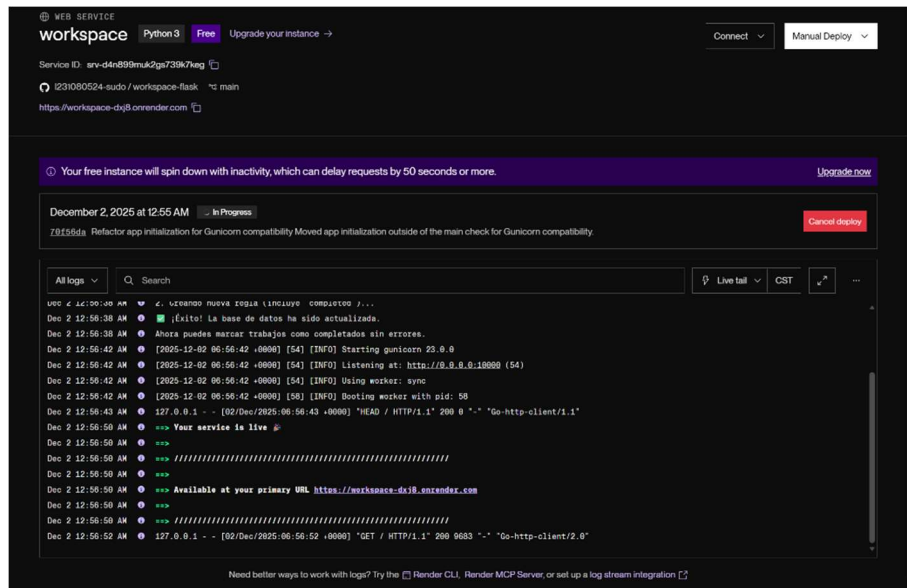 WEB SERVICE
workspace Python 3 Free Upgrade your instance →
Connect Manual Deploy
Service ID: srv-d4n899muk2gs739k7keg
l231080524-sudo / workspace-flask main
https://workspace-dxj8.onrender.com
Your free instance will spin down with inactivity, which can delay requests by 50 seconds or more. Upgrade now
December 2, 2025 at 12:55 AM In Progress
Cancel deploy
70f56da Refactor app initialization for Gunicorn compatibility Moved app initialization outside of the main check for Gunicorn compatibility.
All logs Search Live tail CST ...
Dec 2 12:56:38 AM 2. Creando nueva regla (incluye 'completed')...
Dec 2 12:56:38 AM ✅ ¡Éxito! La base de datos ha sido actualizada.
Dec 2 12:56:38 AM Ahora puedes marcar trabajos como completados sin errores.
Dec 2 12:56:42 AM [2025-12-02 06:56:42 +0000] [54] [INFO] Starting gunicorn 23.0.0
Dec 2 12:56:42 AM [2025-12-02 06:56:42 +0000] [54] [INFO] Listening at: http://0.0.0.0:10000 (54)
Dec 2 12:56:42 AM [2025-12-02 06:56:42 +0000] [54] [INFO] Using worker: sync
Dec 2 12:56:42 AM [2025-12-02 06:56:42 +0000] [58] [INFO] Booting worker with pid: 58
Dec 2 12:56:43 AM 127.0.0.1 - - [02/Dec/2025:06:56:43 +0000] "HEAD / HTTP/1.1" 200 0 "-" "Go-http-client/1.1"
Dec 2 12:56:50 AM ==> Your service is live 🎉
Dec 2 12:56:50 AM ==>
Dec 2 12:56:50 AM ==> ///////////////////////////////////////////////////////////
Dec 2 12:56:50 AM ==>
Dec 2 12:56:50 AM ==> Available at your primary URL https://workspace-dxj8.onrender.com
Dec 2 12:56:50 AM ==>
Dec 2 12:56:50 AM ==> ///////////////////////////////////////////////////////////
Dec 2 12:56:52 AM 127.0.0.1 - - [02/Dec/2025:06:56:52 +0000] "GET / HTTP/1.1" 200 9683 "-" "Go-http-client/2.0"
Need better ways to work with logs? Try the Render CLI, Render MCP Server, or set up a log stream integration